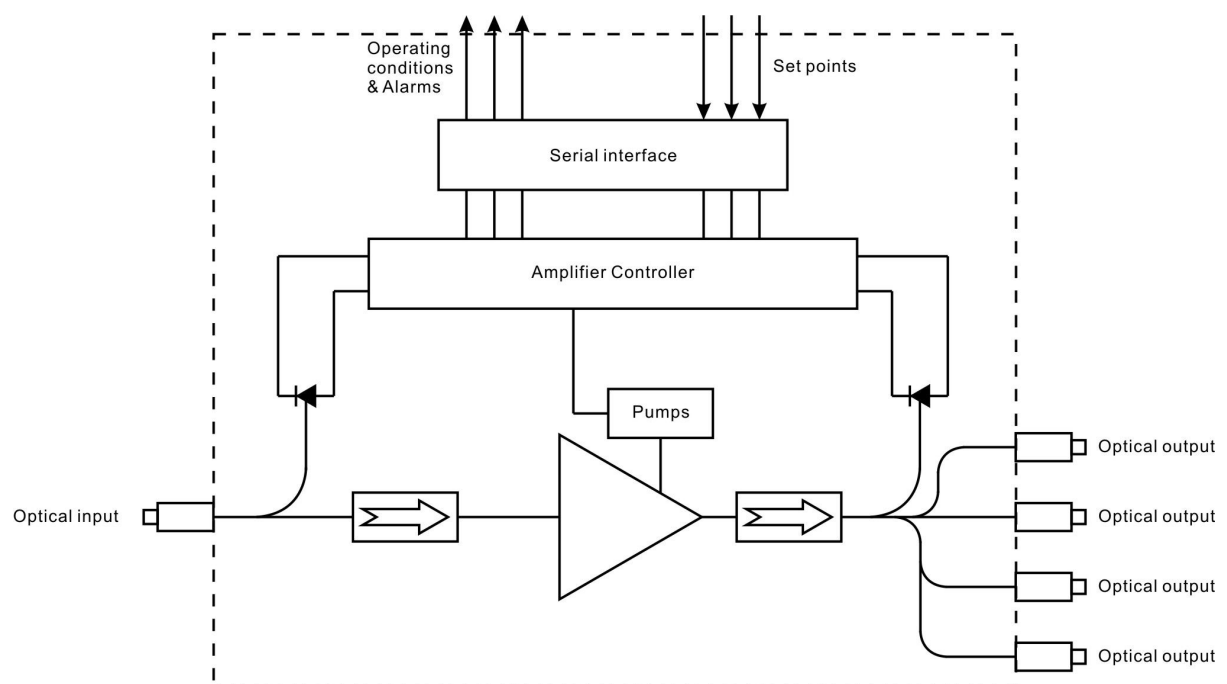 Operating
conditions
& Alarms
Set points
Serial interface
Amplifier Controller
Pumps
Optical input
Optical output
Optical output
Optical output
Optical output